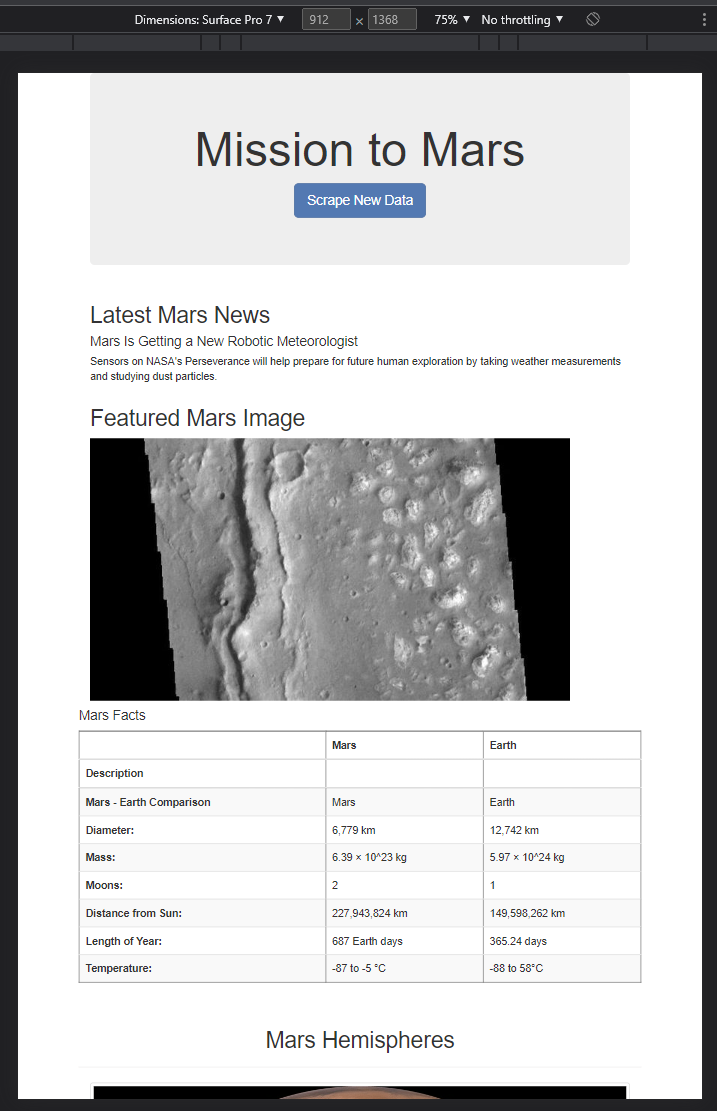 Dimensions: Surface Pro 7 ▼ 912 × 1368 75% ▼ No throttling ▼
Mission to Mars
Scrape New Data
Latest Mars News
Mars Is Getting a New Robotic Meteorologist
Sensors on NASA's Perseverance will help prepare for future human exploration by taking weather measurements
and studying dust particles.
Featured Mars Image
Mars Facts
Mars Earth
Description
Mars - Earth Comparison Mars Earth
Diameter: 6,779 km 12,742 km
Mass: 6.39 × 10^23 kg 5.97 × 10^24 kg
Moons: 2 1
Distance from Sun: 227,943,824 km 149,598,262 km
Length of Year: 687 Earth days 365.24 days
Temperature: -87 to -5 °C -88 to 58°C
Mars Hemispheres